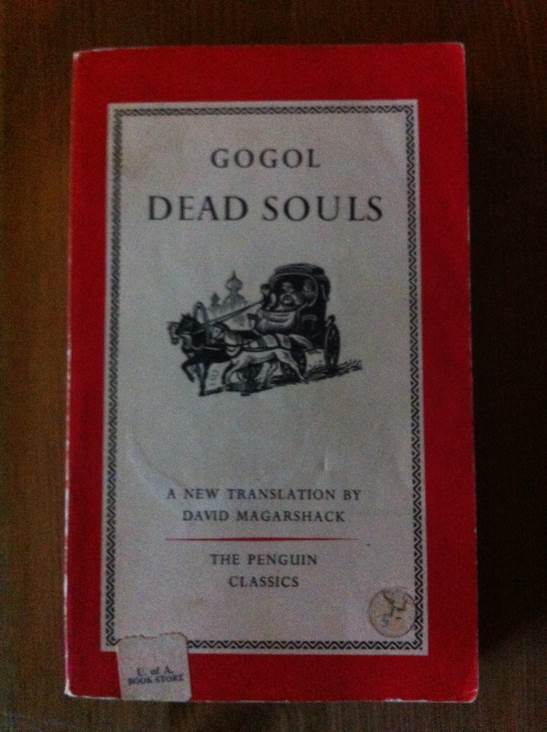 GOGOL
DEAD SOULS
A NEW TRANSLATION BY
DAVID MAGARSHACK
THE PENGUIN
CLASSICS
U. of A.
BOOK STORE